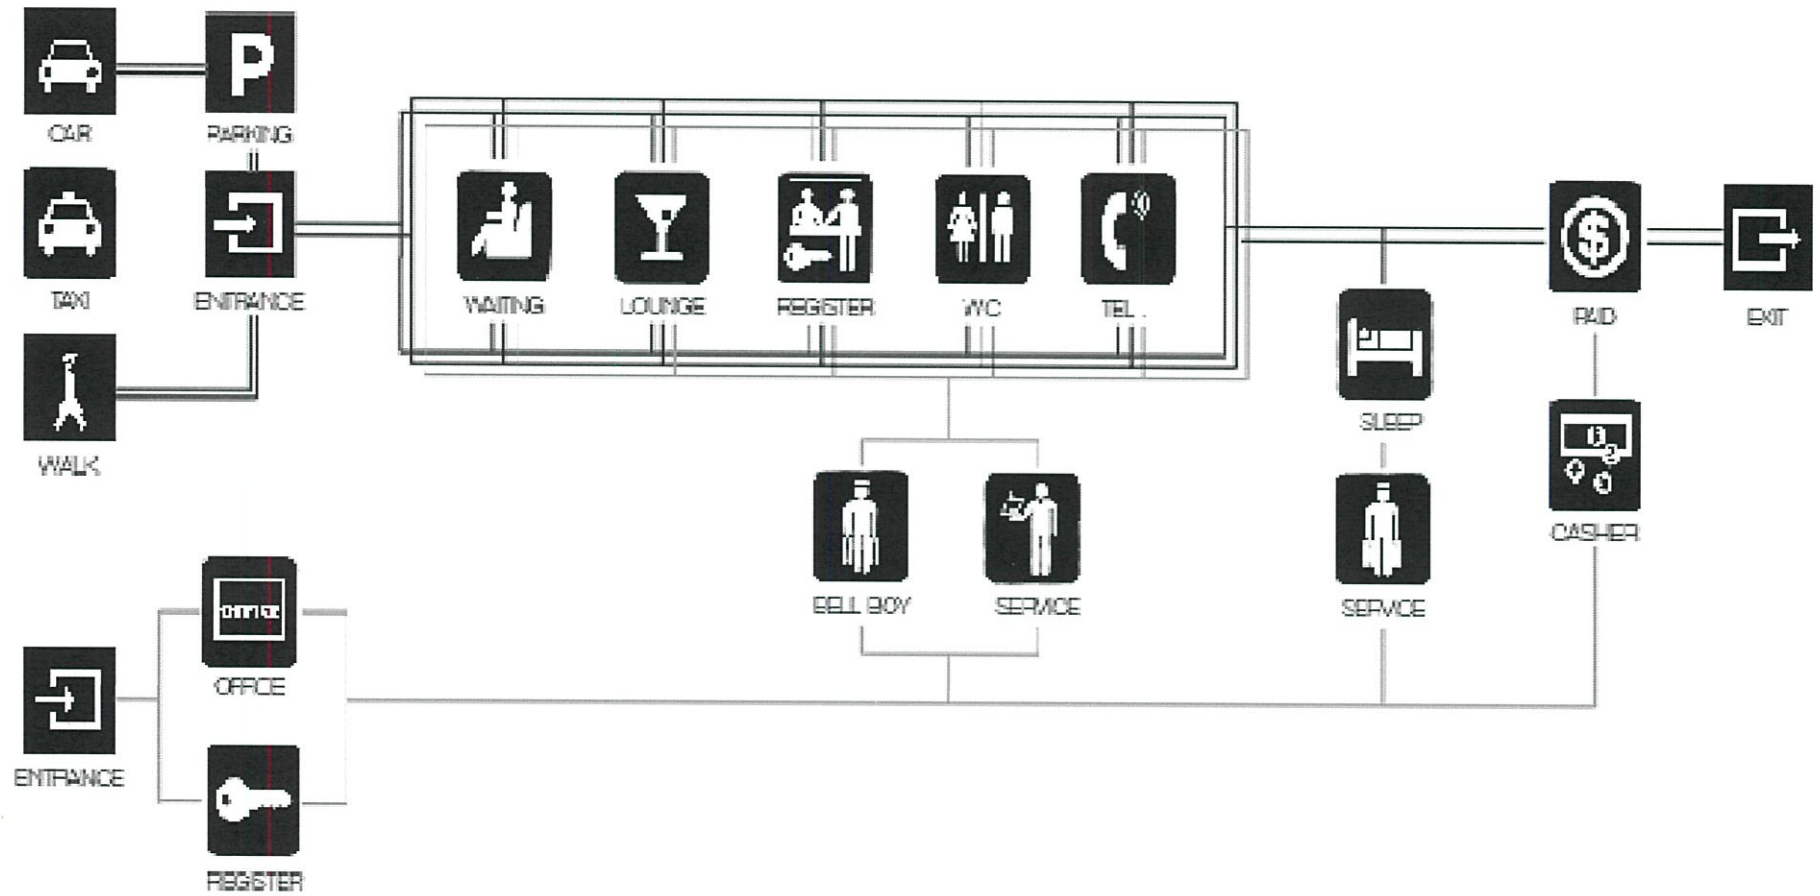 P
CAR
PARKING
TAXI
ENTRANCE
WAITING
LOUNGE
REGISTER
WC
TEL.
$
PAID
EXIT
WALK
SLEEP
CASHER
BELL BOY
SERVICE
SERVICE
OFFICE
OFFICE
ENTRANCE
REGISTER